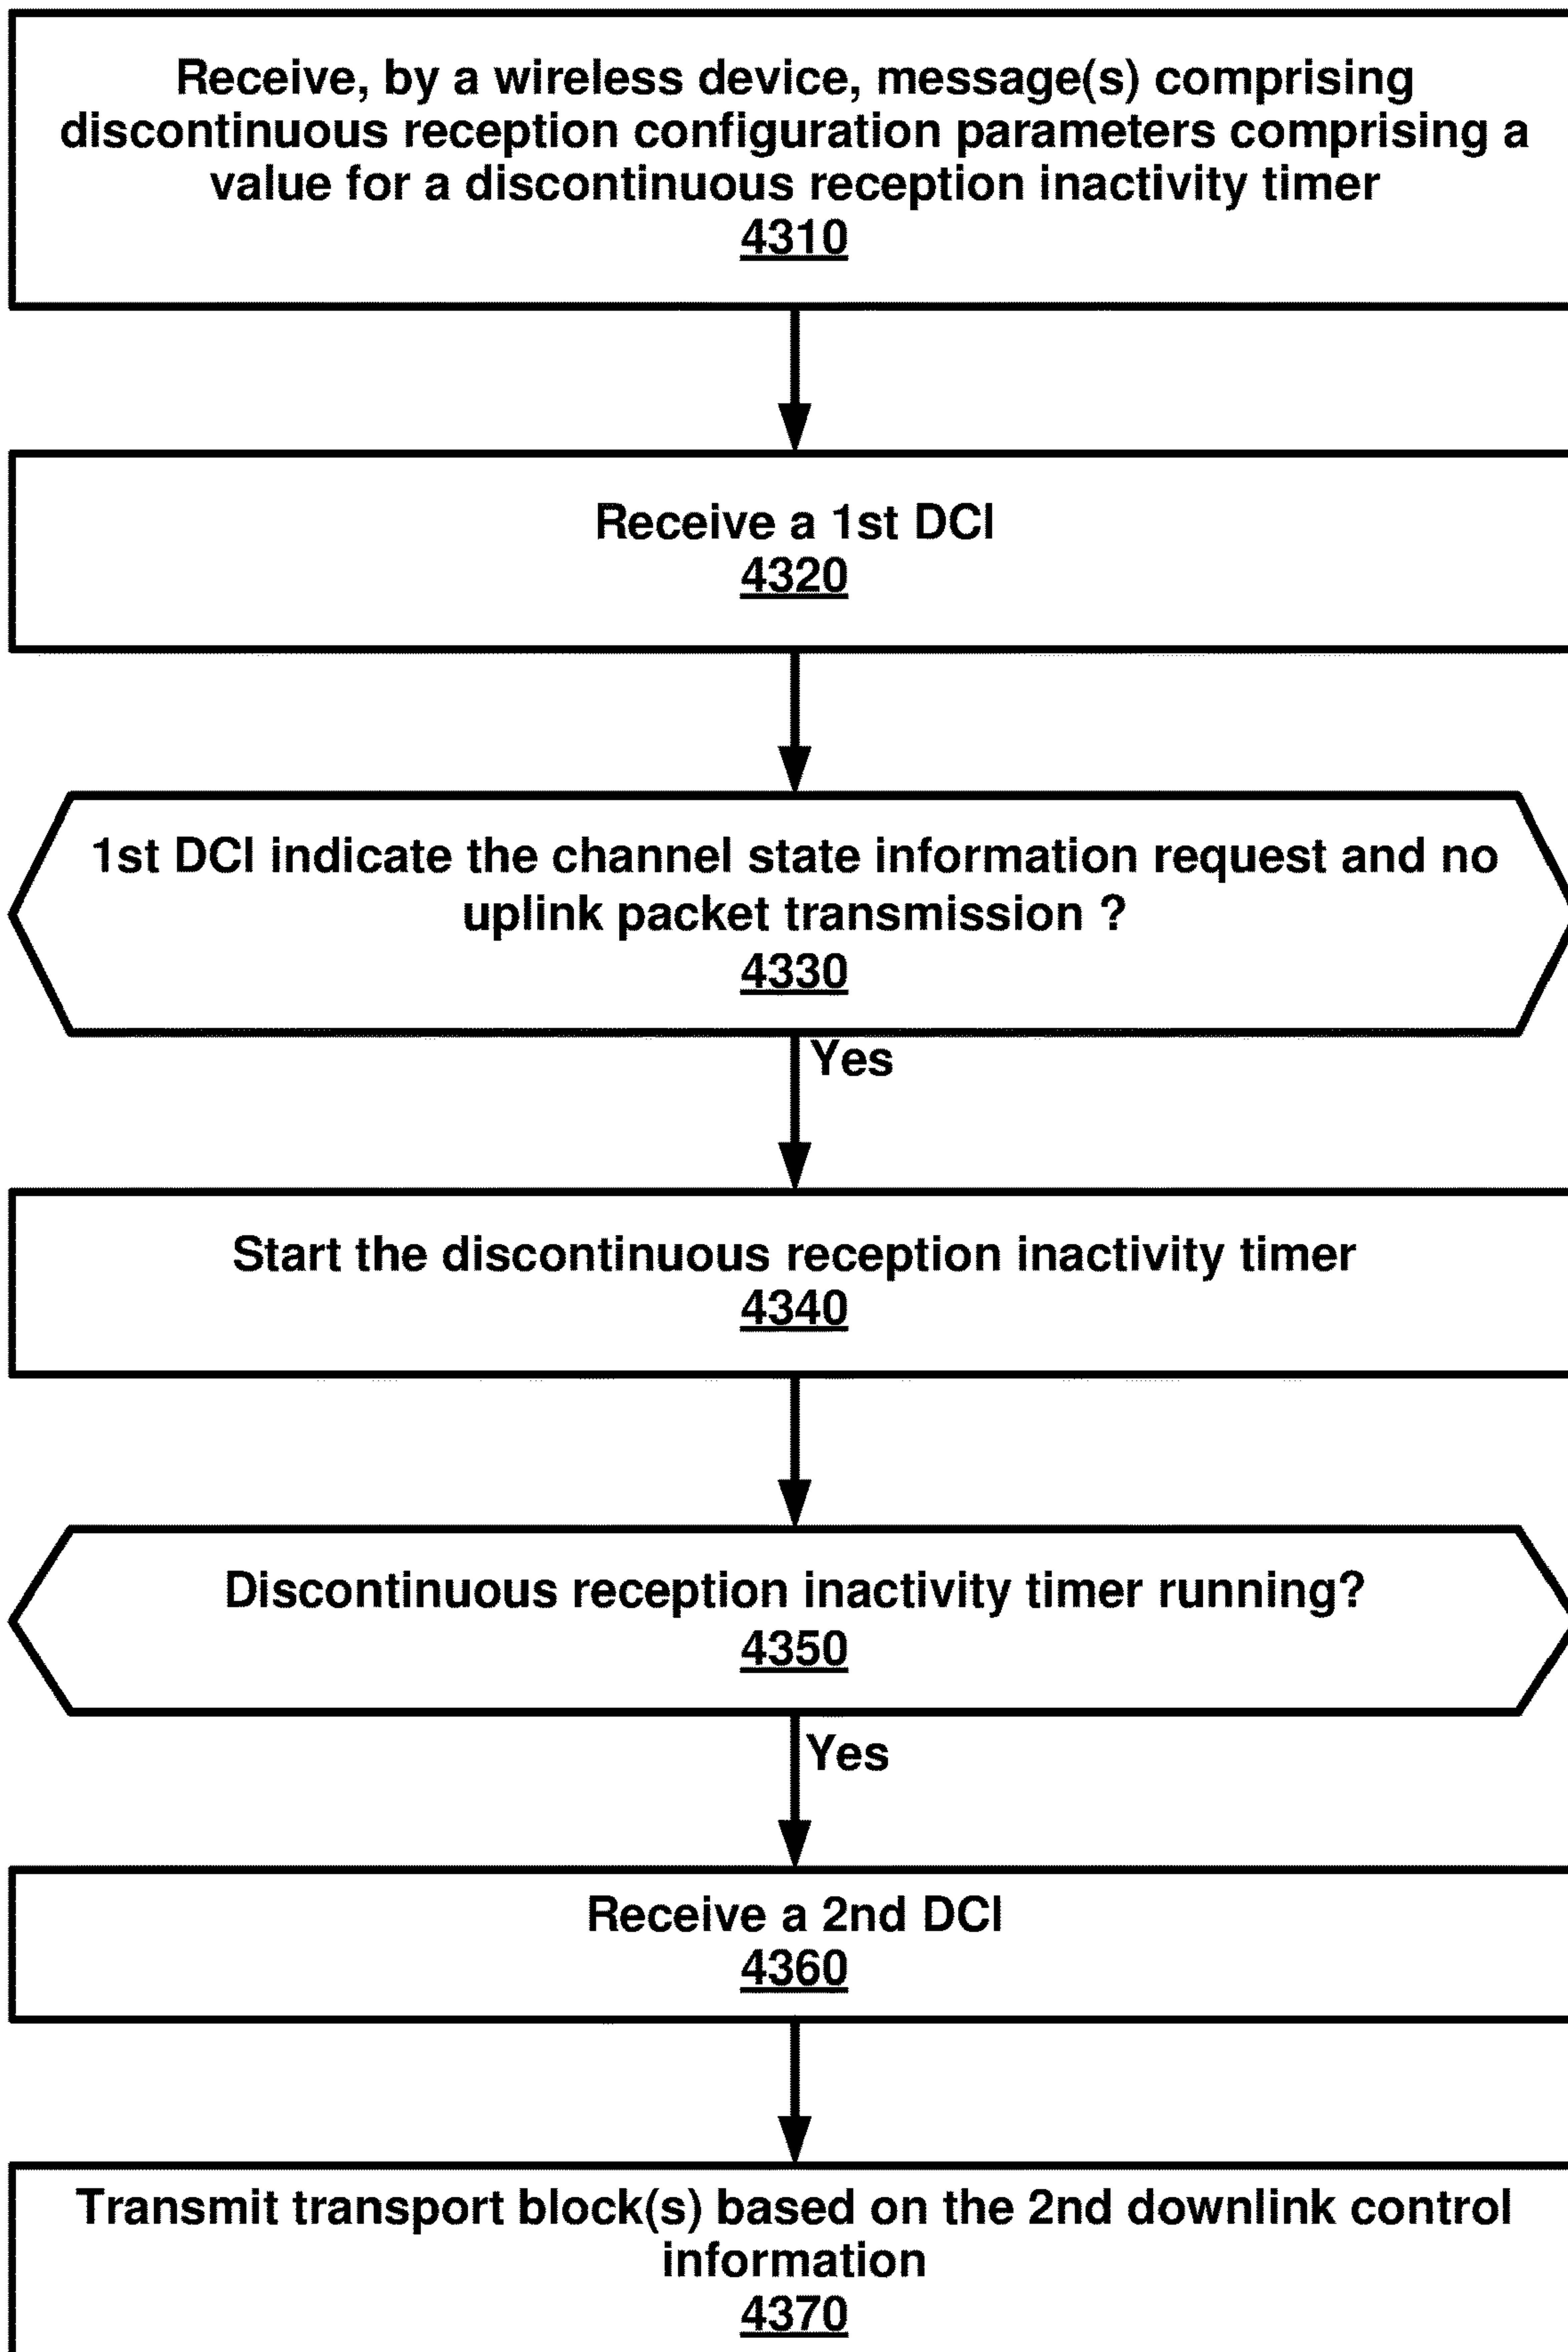 Receive, by a wireless device, message(s) comprising
discontinuous reception configuration parameters comprising a
value for a discontinuous reception inactivity timer
4310
Receive a 1st DCI
4320
1st DCI indicate the channel state information request and no
uplink packet transmission ?
4330
Yes
Start the discontinuous reception inactivity timer
4340
Discontinuous reception inactivity timer running?
4350
Yes
Receive a 2nd DCI
4360
Transmit transport block(s) based on the 2nd downlink control
information
4370